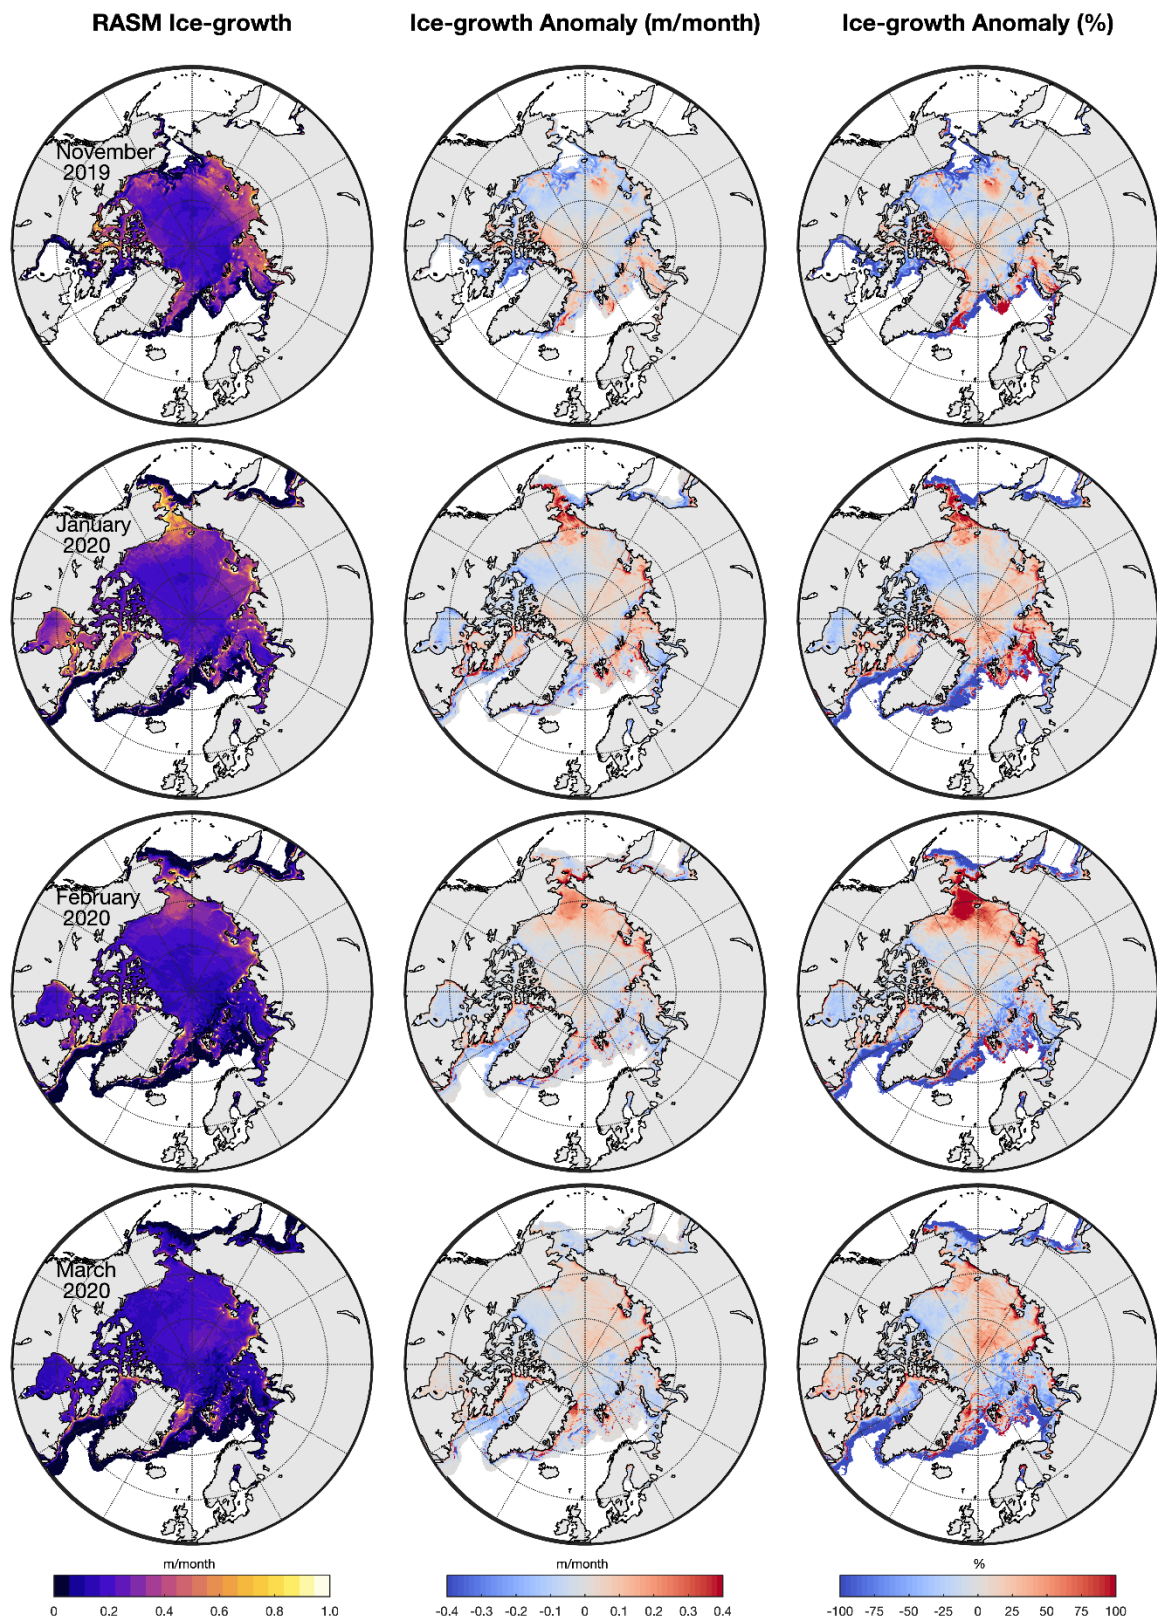 RASM Ice-growth Ice-growth Anomaly (m/month) Ice-growth Anomaly (%)
November
2019
January
2020
February
2020
March
2020
m/month m/month %
0 0.2 0.4 0.6 0.8 1.0 -0.4 -0.3 -0.2 -0.1 0 0.1 0.2 0.3 0.4 -100 -75 -50 -25 0 25 50 75 100